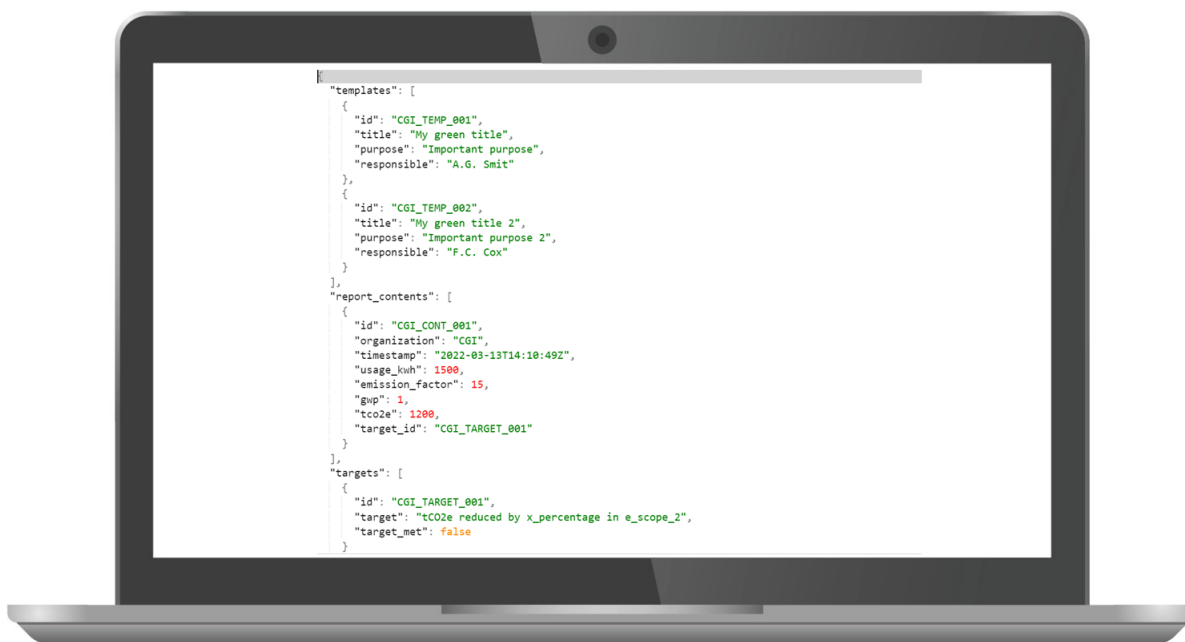 {
"templates": [
{
"id": "CGI_TEMP_001",
"title": "My green title",
"purpose": "Important purpose",
"responsible": "A.G. Smit"
},
{
"id": "CGI_TEMP_002",
"title": "My green title 2",
"purpose": "Important purpose 2",
"responsible": "F.C. Cox"
}
],
"report_contents": [
{
"id": "CGI_CONT_001",
"organization": "CGI",
"timestamp": "2022-03-13T14:10:49Z",
"usage_kwh": 1500,
"emission_factor": 15,
"gwp": 1,
"tco2e": 1200,
"target_id": "CGI_TARGET_001"
}
],
"targets": [
{
"id": "CGI_TARGET_001",
"target": "tCO2e reduced by x_percentage in e_scope_2",
"target_met": false
}